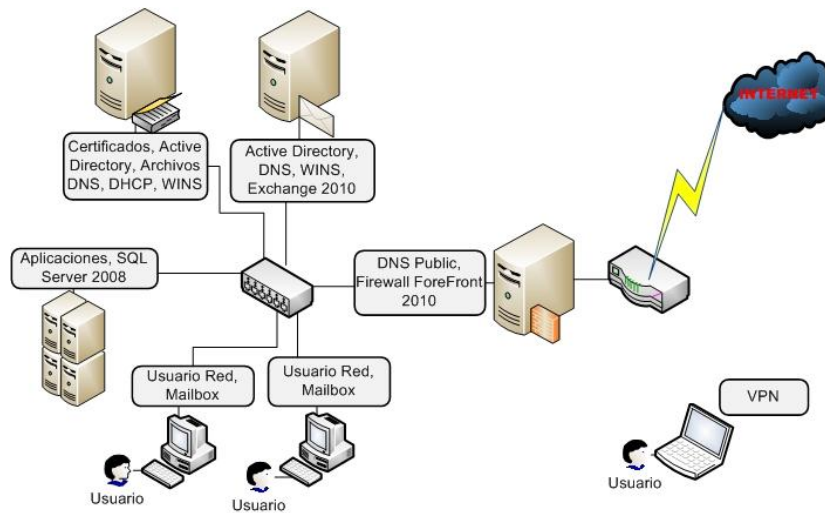 INTERNET
Certificados, Active
Directory, Archivos
DNS, DHCP, WINS
Active Directory,
DNS, WINS,
Exchange 2010
Aplicaciones, SQL
Server 2008
DNS Public,
Firewall ForeFront
2010
Usuario Red,
Mailbox
Usuario Red,
Mailbox
VPN
Usuario
Usuario
Usuario